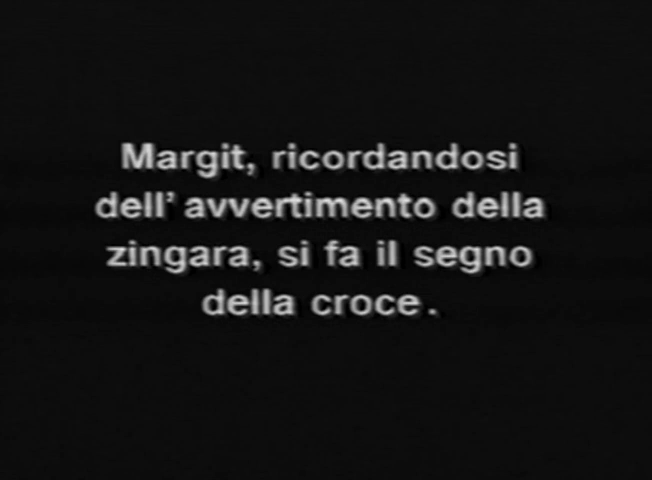 Margit, ricordandosi
dell' avvertimento della
zingara, si fa il segno
della croce.